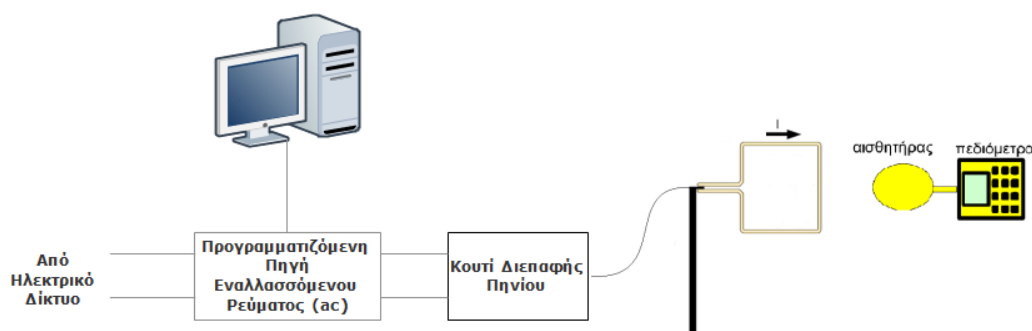 I
αισθητήρας
πεδιόμετρο
Από
Ηλεκτρικό
Δίκτυο
Προγραμματιζόμενη
Πηγή
Εναλλασσόμενου
Ρεύματος (ac)
Κουτί Διεπαφής
Πηνίου